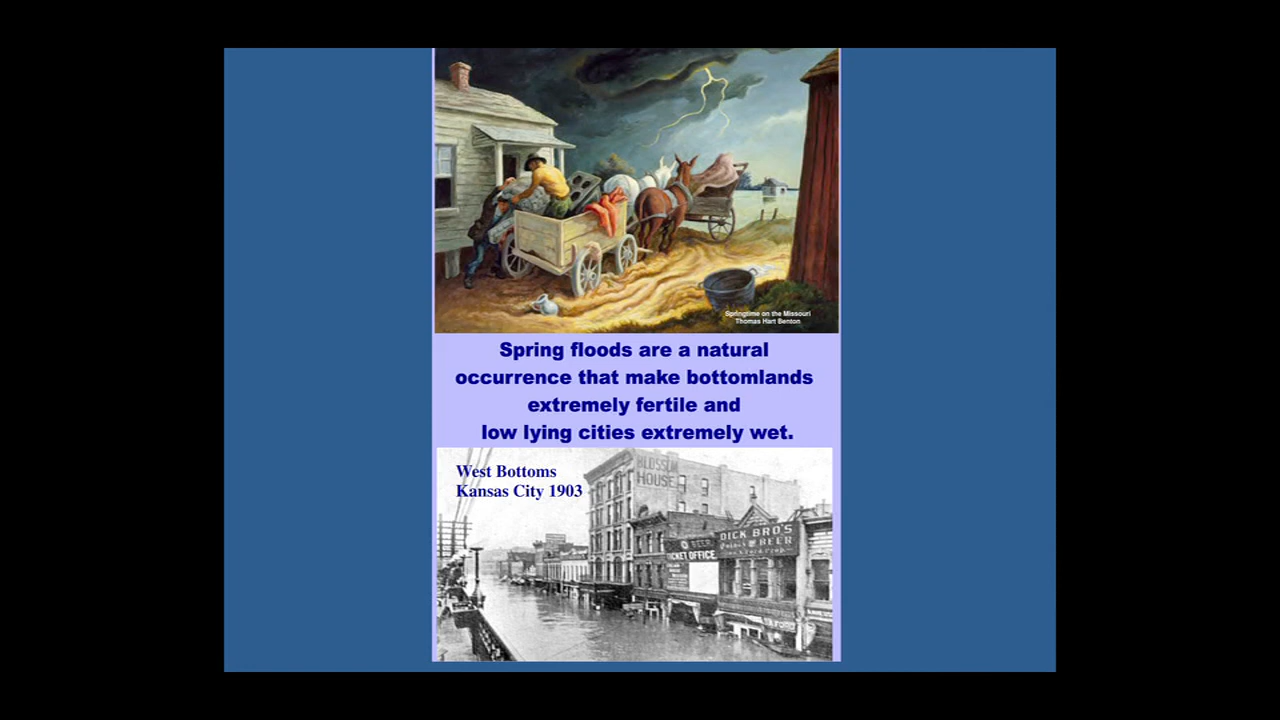 Springtime on the Missouri
Thomas Hart Benton
Spring floods are a natural
occurrence that make bottomlands
extremely fertile and
low lying cities extremely wet.
West Bottoms
Kansas City 1903
BLOSSOM
HOUSE
BEER
TICKET OFFICE
DICK BRO'S
BEER